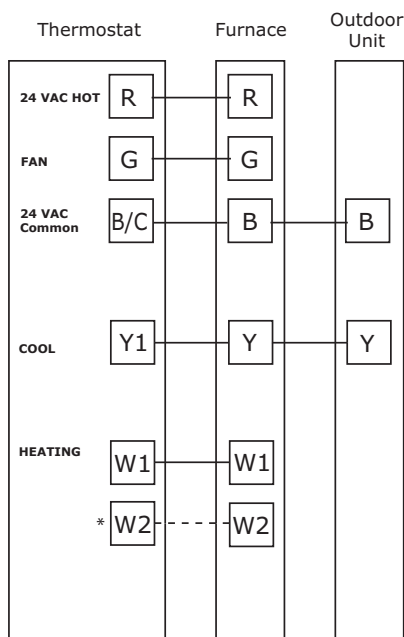 Thermostat
Furnace
Outdoor
Unit
24 VAC HOT R R
FAN G G
24 VAC
Common B/C B B
COOL Y1 Y Y
HEATING W1 W1
* W2 W2